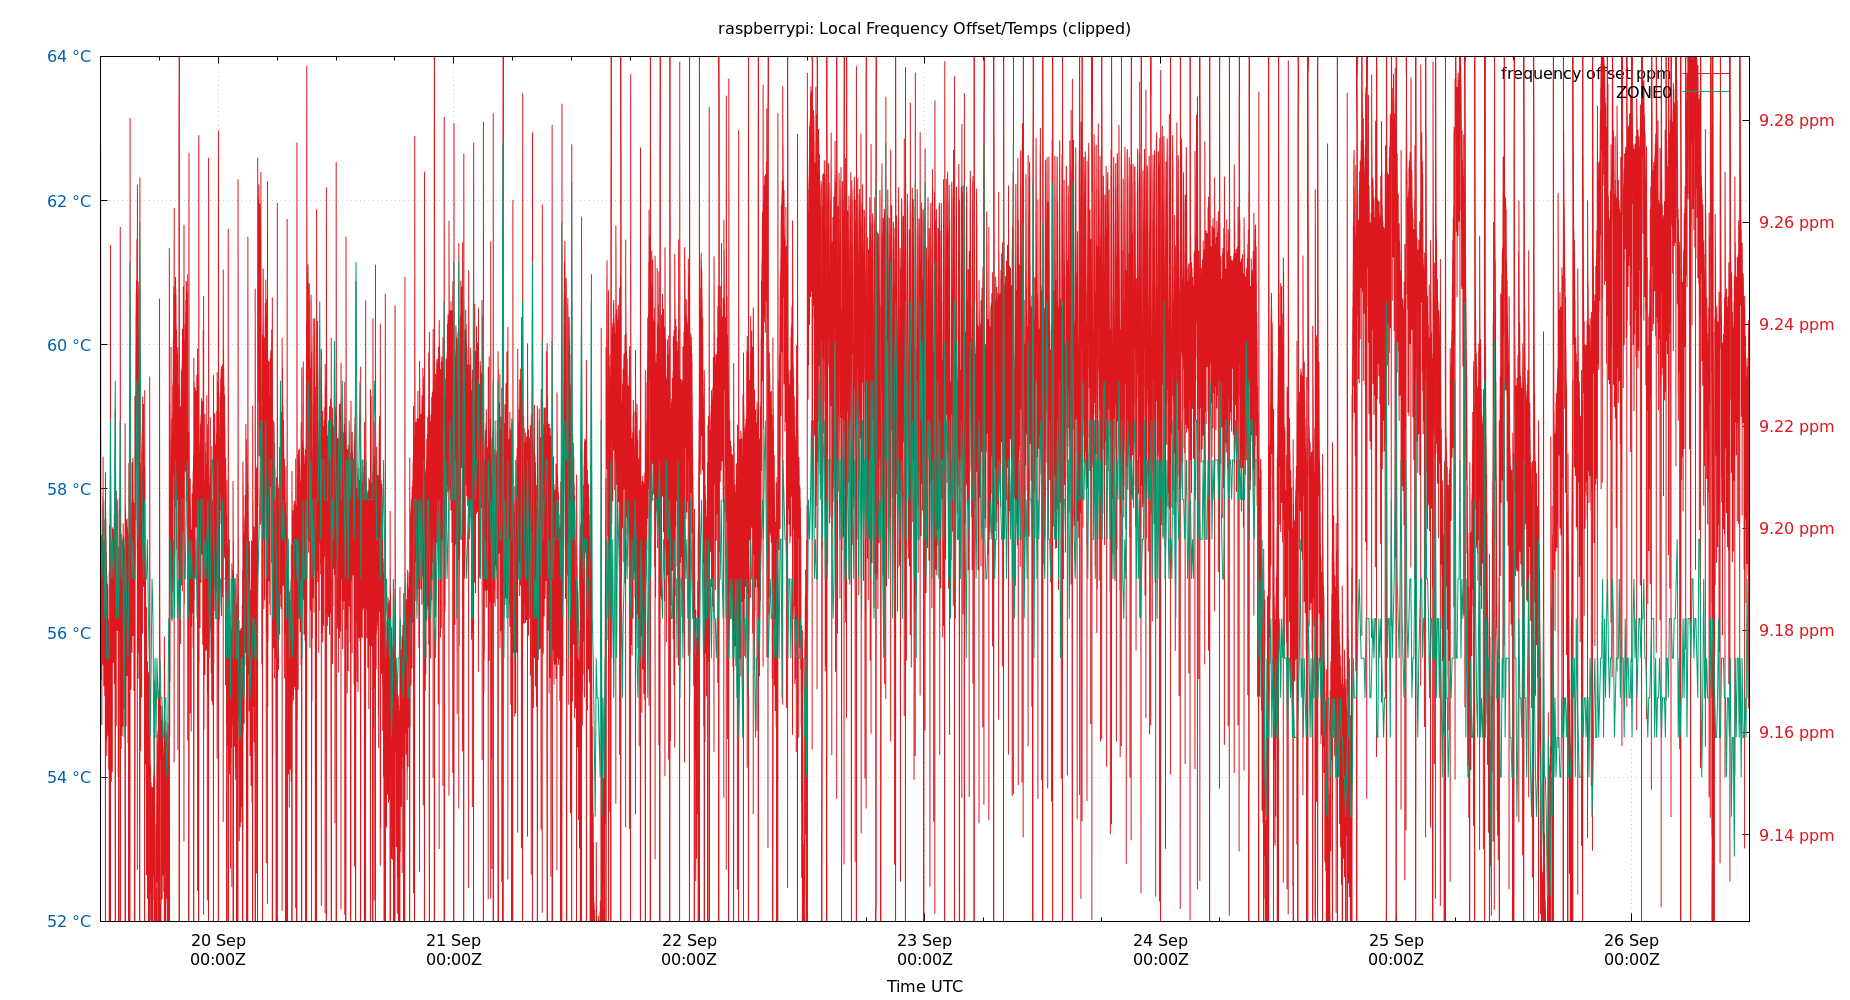 raspberrypi: Local Frequency Offset/Temps (clipped)
64 °C
62 °C
60 °C
58 °C
56 °C
54 °C
52 °C
frequency offset ppm
ZONE0
9.28 ppm
9.26 ppm
9.24 ppm
9.22 ppm
9.20 ppm
9.18 ppm
9.16 ppm
9.14 ppm
20 Sep
00:00Z
21 Sep
00:00Z
22 Sep
00:00Z
23 Sep
00:00Z
24 Sep
00:00Z
25 Sep
00:00Z
26 Sep
00:00Z
Time UTC